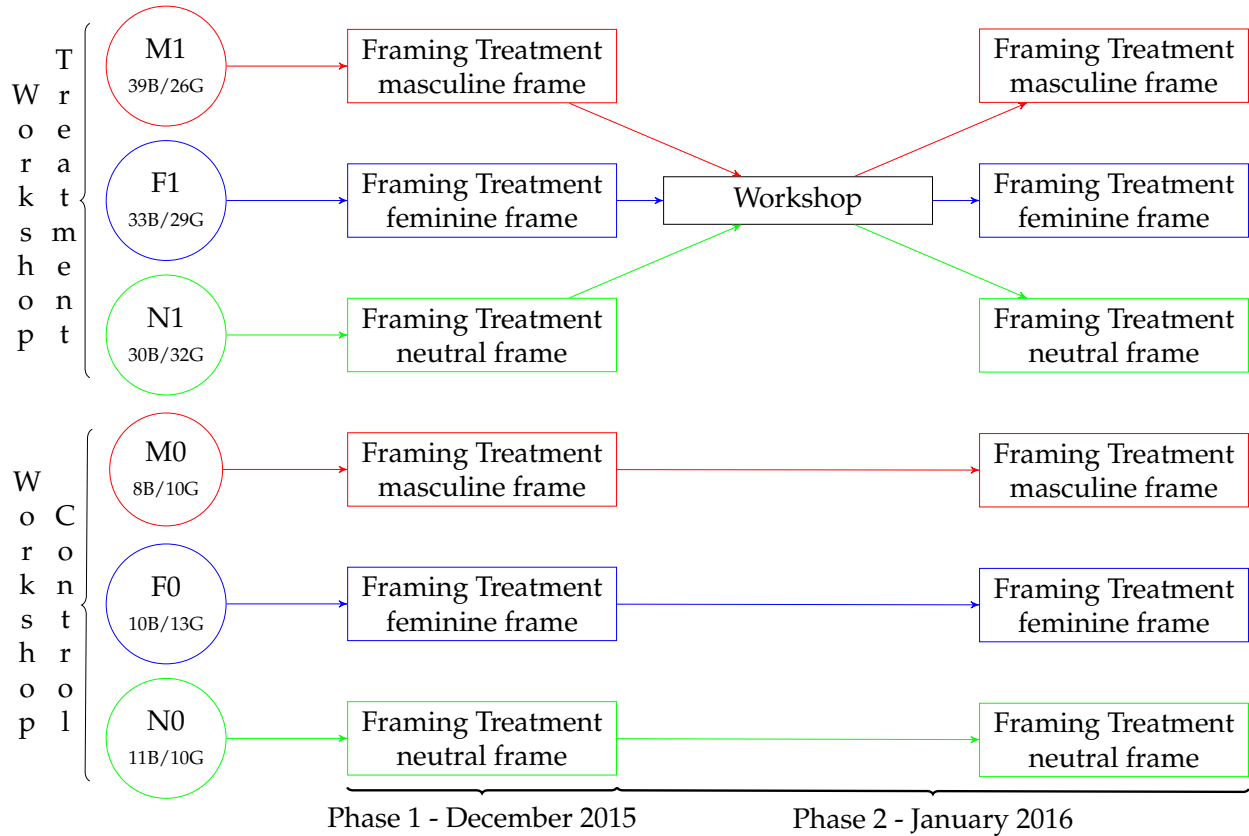 Workshop
Treatment
M1
39B/26G
Framing Treatment
masculine frame
Framing Treatment
masculine frame
F1
33B/29G
Framing Treatment
feminine frame
Workshop
Framing Treatment
feminine frame
N1
30B/32G
Framing Treatment
neutral frame
Framing Treatment
neutral frame
Workshop
Control
M0
8B/10G
Framing Treatment
masculine frame
Framing Treatment
masculine frame
F0
10B/13G
Framing Treatment
feminine frame
Framing Treatment
feminine frame
N0
11B/10G
Framing Treatment
neutral frame
Framing Treatment
neutral frame
Phase 1 - December 2015
Phase 2 - January 2016